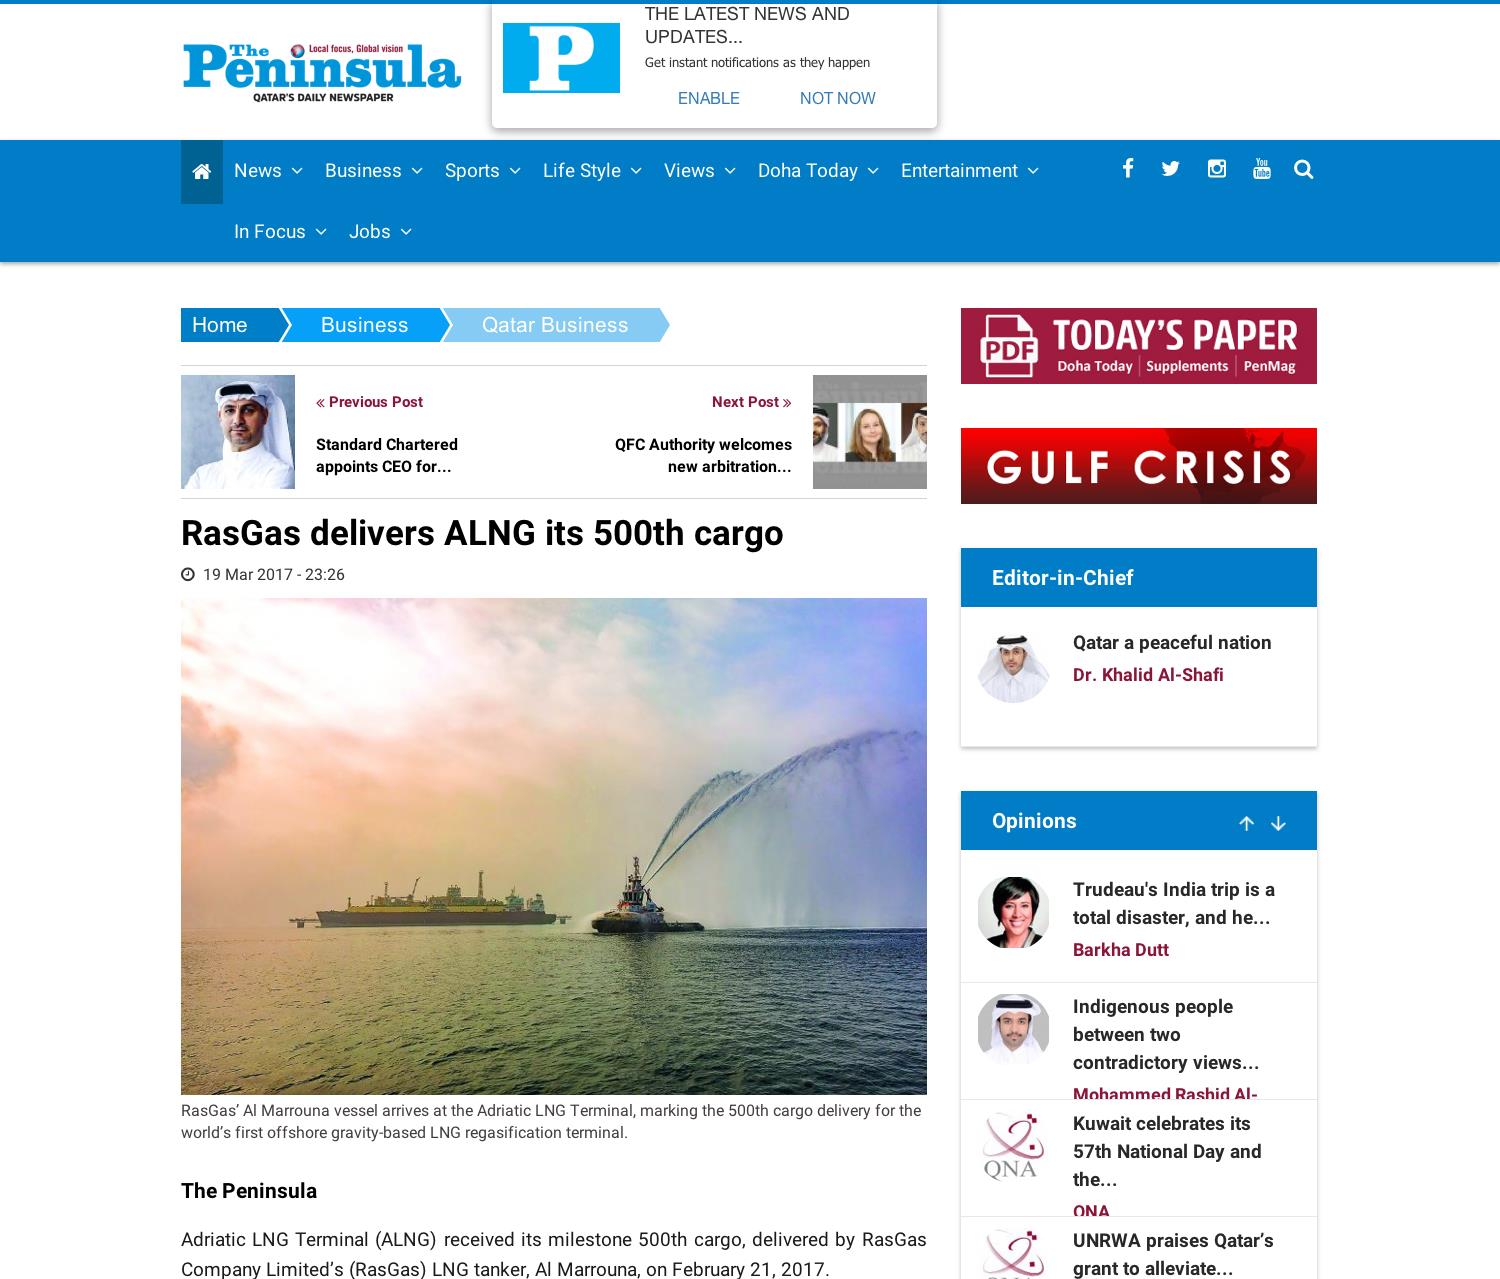 THE LATEST NEWS AND
UPDATES...
Get instant notifications as they happen
ENABLE NOT NOW
The Local focus, Global vision
Peninsula
QATAR'S DAILY NEWSPAPER
P
News Business Sports Life Style Views Doha Today Entertainment
You
Tube
In Focus Jobs
Home Business Qatar Business
« Previous Post
Standard Chartered
appoints CEO for...
Next Post »
QFC Authority welcomes
new arbitration...
RasGas delivers ALNG its 500th cargo
19 Mar 2017 - 23:26
RasGas’ Al Marrouna vessel arrives at the Adriatic LNG Terminal, marking the 500th cargo delivery for the
world’s first offshore gravity-based LNG regasification terminal.
The Peninsula
Adriatic LNG Terminal (ALNG) received its milestone 500th cargo, delivered by RasGas
Company Limited’s (RasGas) LNG tanker, Al Marrouna, on February 21, 2017.
PDF TODAY'S PAPER
Doha Today | Supplements | PenMag
GULF CRISIS
Editor-in-Chief
Qatar a peaceful nation
Dr. Khalid Al-Shafi
Opinions
Trudeau's India trip is a
total disaster, and he...
Barkha Dutt
Indigenous people
between two
contradictory views...
Mohammed Rashid Al-
QNA
Kuwait celebrates its
57th National Day and
the...
QNA
UNRWA praises Qatar’s
grant to alleviate...